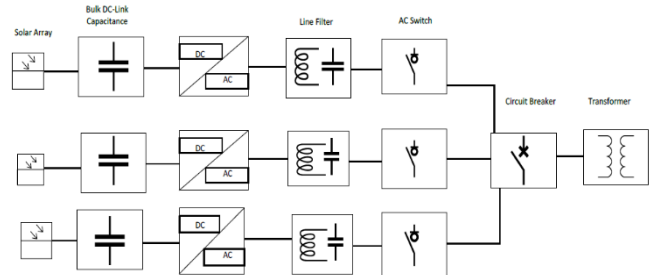 Bulk DC-Link
Capacitance
Solar Array
Line Filter
AC Switch
DC
AC
Circuit Breaker
Transformer
DC
AC
DC
AC